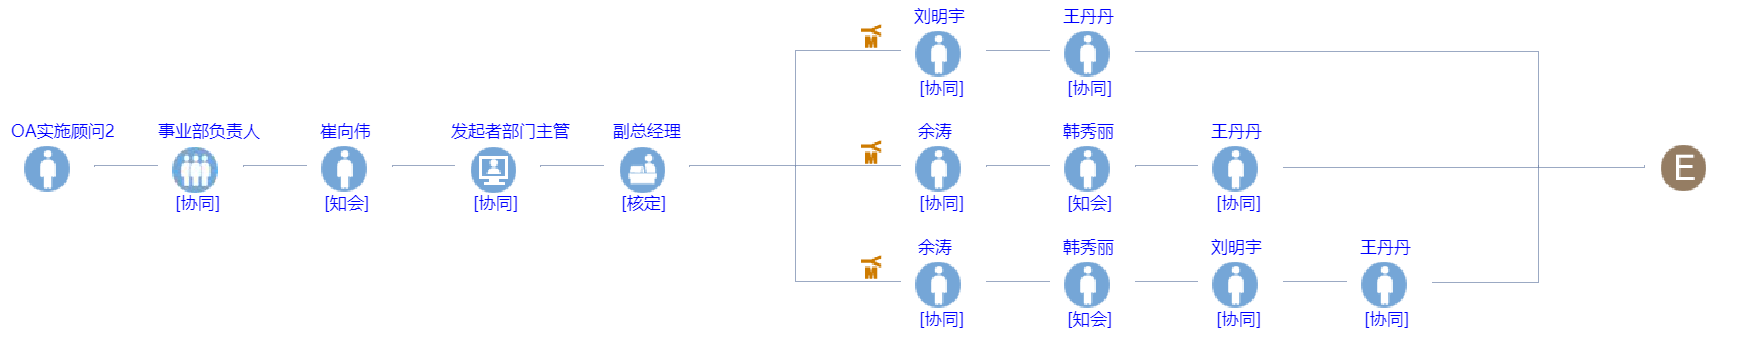 刘明宇
王丹丹
[协同]
[协同]
OA实施顾问2
事业部负责人
崔向伟
发起者部门主管
副总经理
余涛
韩秀丽
王丹丹
E
[协同]
[知会]
[协同]
[核定]
[协同]
[知会]
[协同]
余涛
韩秀丽
刘明宇
王丹丹
[协同]
[知会]
[协同]
[协同]